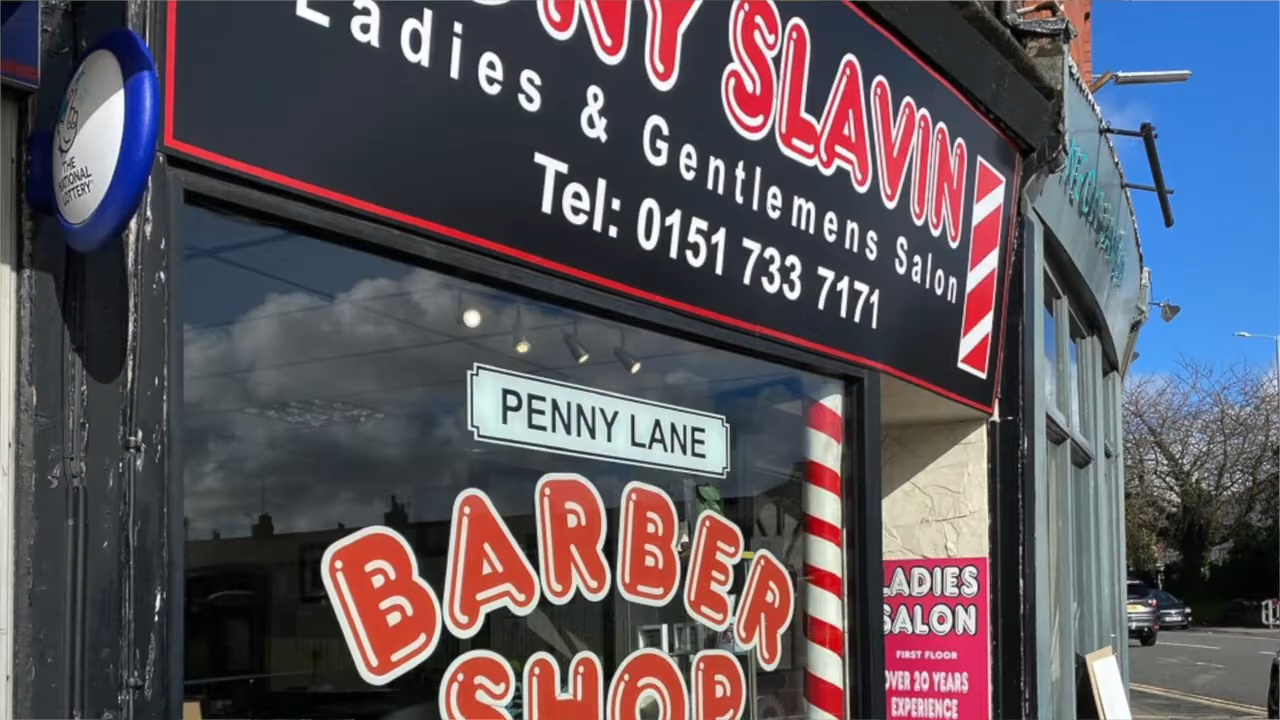 SLAVIN
Ladies & Gentlemens Salon
Tel: 0151 733 7171
THE
NATIONAL
LOTTERY
PENNY LANE
BARBER
SHOP
LADIES
SALON
FIRST FLOOR
OVER 20 YEARS
EXPERIENCE